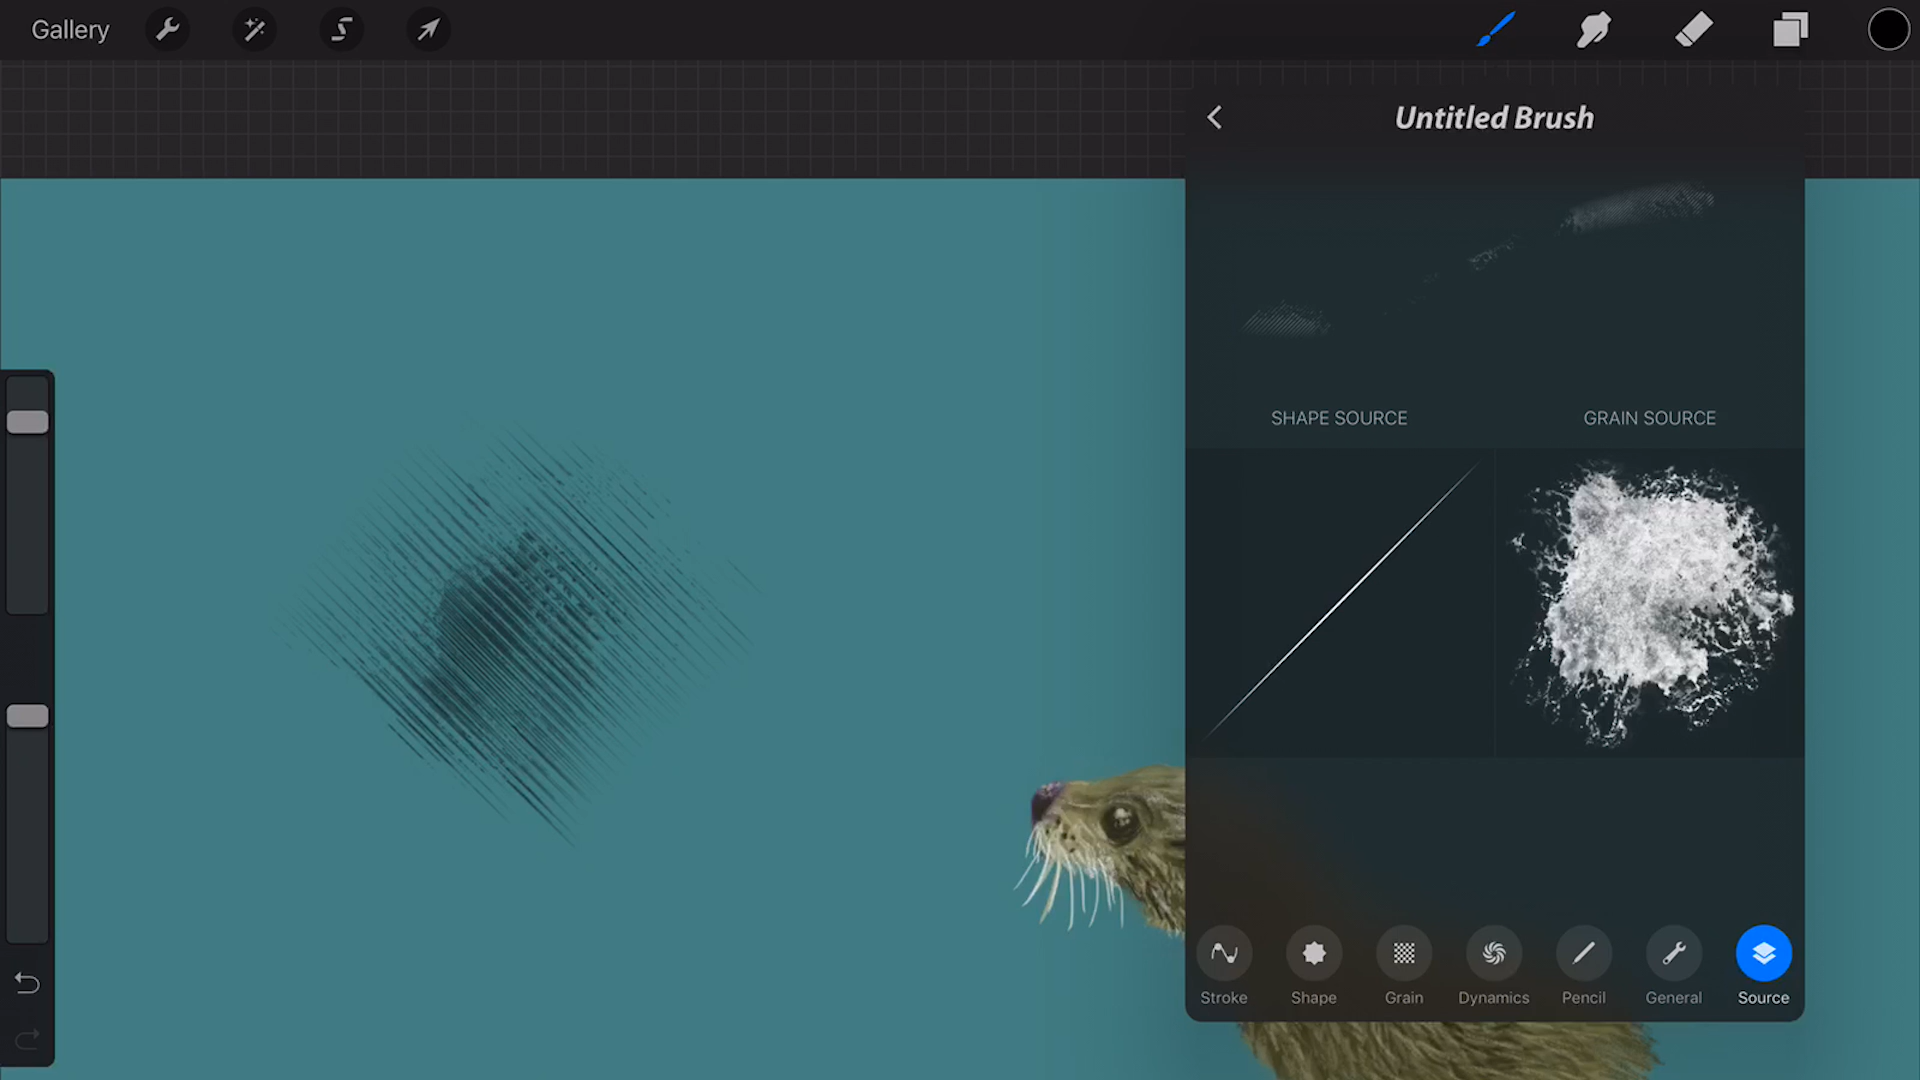 Gallery
Untitled Brush
SHAPE SOURCE
GRAIN SOURCE
Stroke
Shape
Grain
Dynamics
Pencil
General
Source